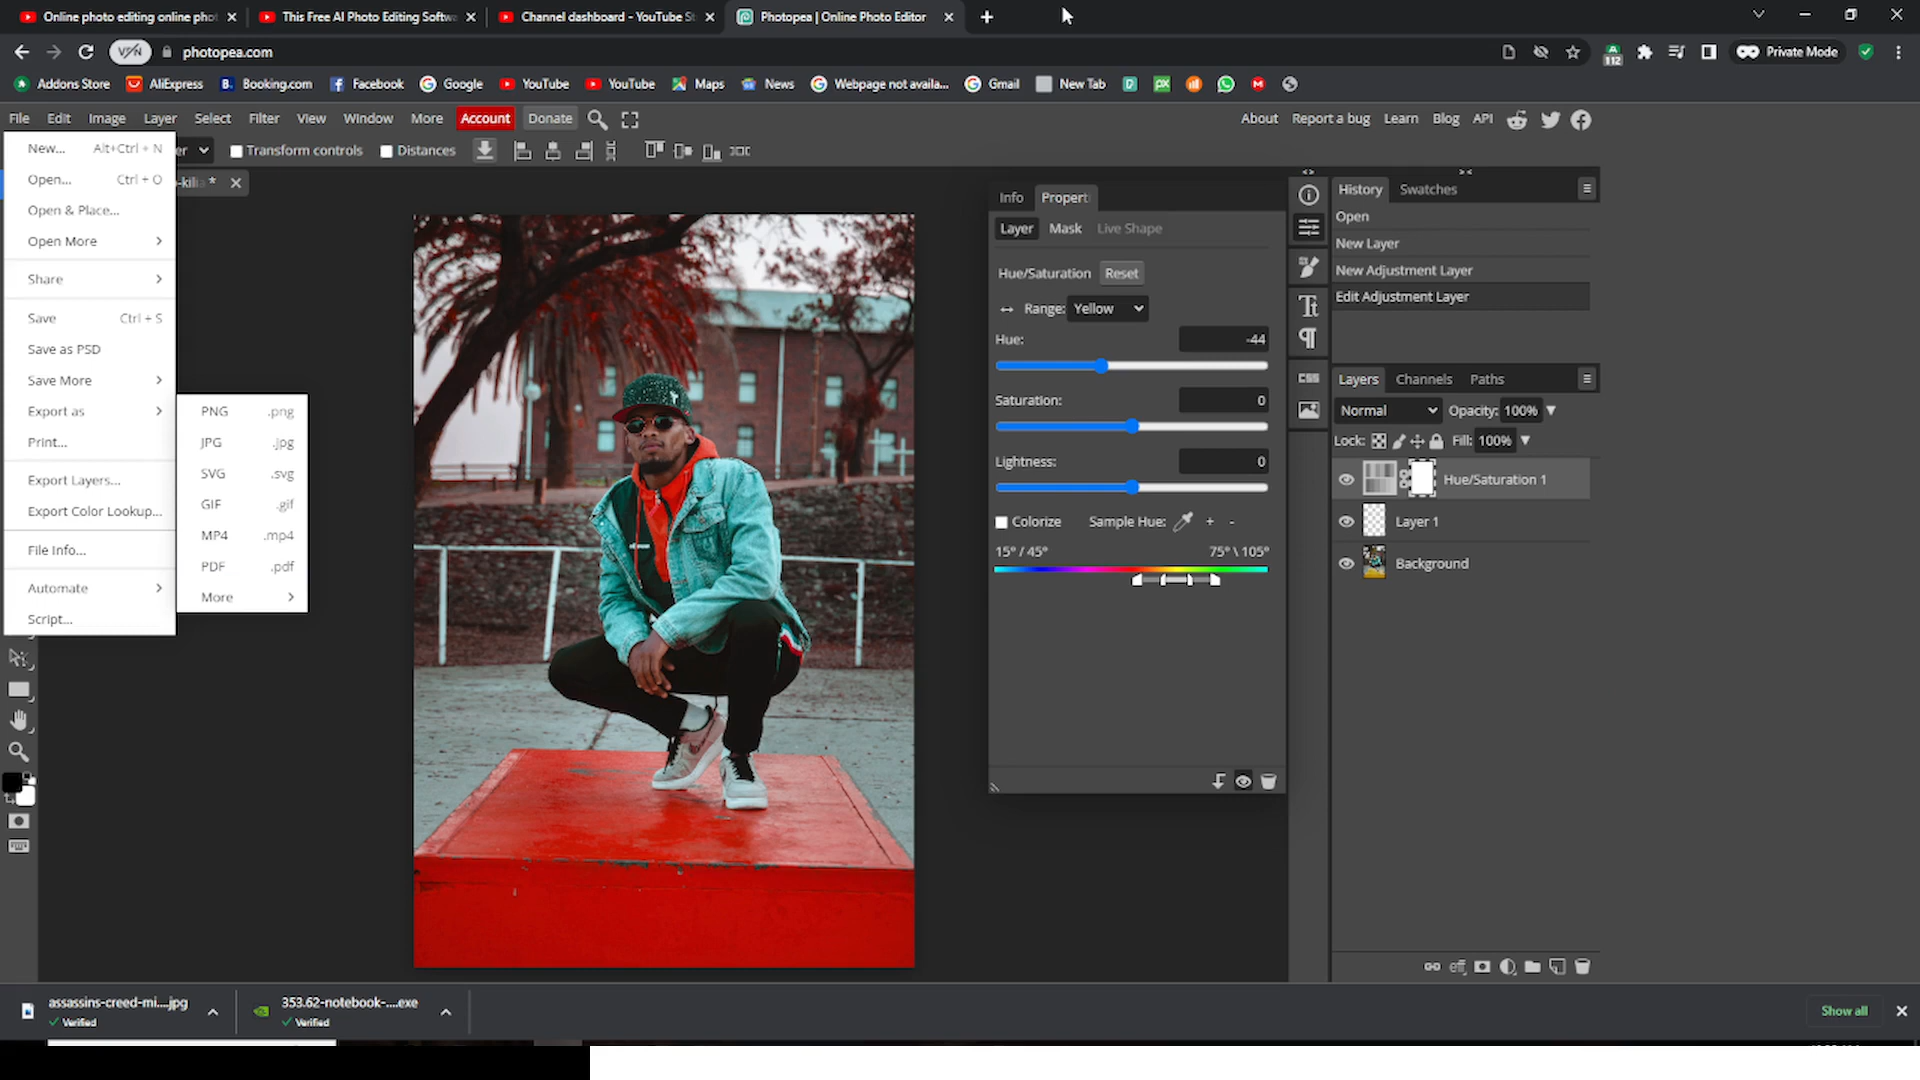 Online photo editing online phot
This Free AI Photo Editing Softwa
Channel dashboard - YouTube St
Photopea | Online Photo Editor
VPN
photopea.com
112
Private Mode
Addons Store
AliExpress
B.
Booking.com
Facebook
Google
YouTube
YouTube
Maps
News
Webpage not availa...
Gmail
New Tab
File
Edit
Image
Layer
Select
Filter
View
Window
More
Account
Donate
About
Report a bug
Learn
Blog
API
New...
Alt+Ctrl + N
er
Transform controls
Distances
Open...
Ctrl + O
-kilia *
Open & Place...
Open More
Share
Save
Ctrl + S
Save as PSD
Save More
Export as
Print...
Export Layers...
Export Color Lookup...
File Info...
Automate
Script...
PNG
.png
JPG
.jpg
SVG
.svg
GIF
.gif
MP4
.mp4
PDF
.pdf
More
Info
Propert
Layer
Mask
Live Shape
Hue/Saturation
Reset
Range:
Yellow
Hue:
-44
Saturation:
0
Lightness:
0
Colorize
Sample Hue:
+
-
15° / 45°
75° \ 105°
CSS
History
Swatches
Open
New Layer
New Adjustment Layer
Edit Adjustment Layer
Layers
Channels
Paths
Normal
Opacity:
100%
Lock:
Fill:
100%
Hue/Saturation 1
Layer 1
Background
eff
assassins-creed-mi....jpg
Verified
353.62-notebook-....exe
Verified
Show all